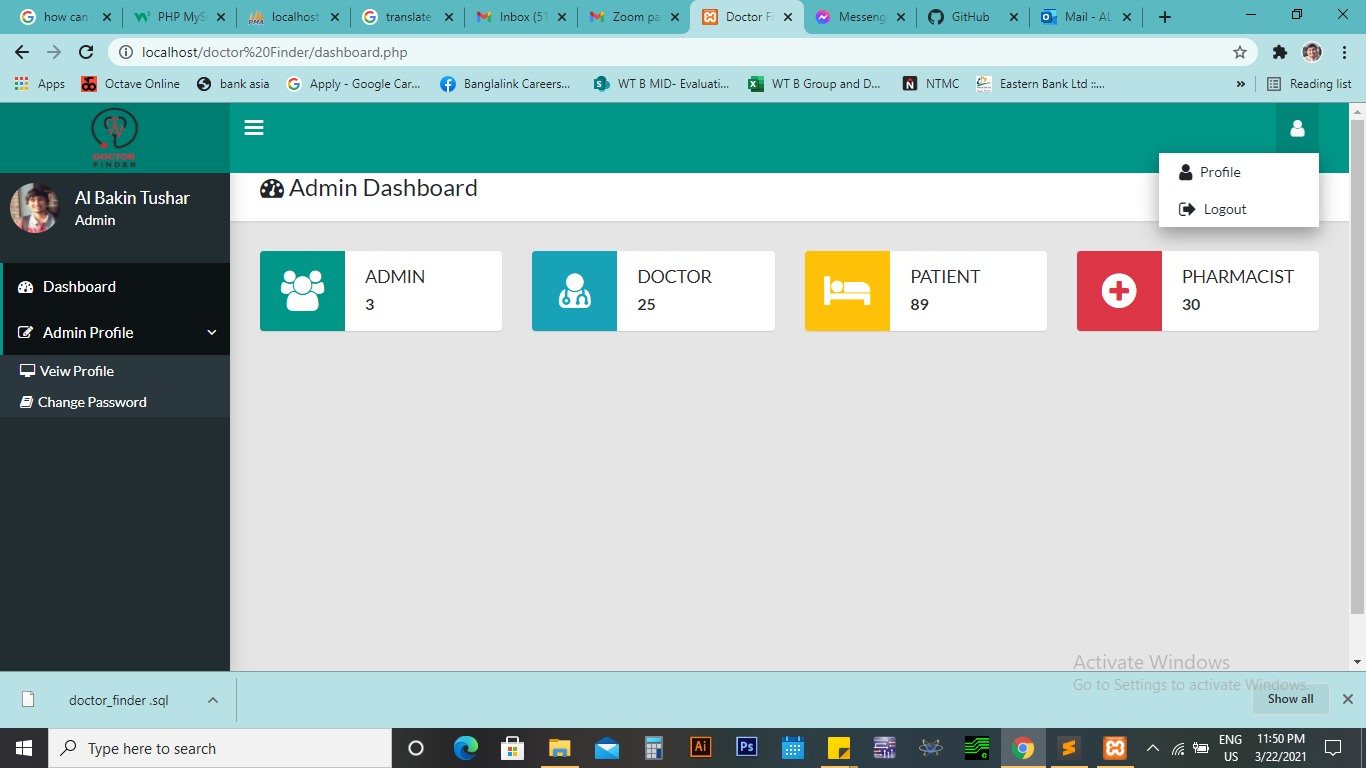 how can
PHP MyS
localhost
translate
Inbox (51
Zoom pa
Doctor Fi
Messeng
GitHub
Mail - AL
localhost/doctor%20Finder/dashboard.php
Apps
Octave Online
bank asia
Apply - Google Car...
Banglalink Careers...
WT B MID- Evaluati...
WT B Group and D...
NTMC
Eastern Bank Ltd ::...
»
Reading list
DOCTOR
FINDER
Al Bakin Tushar
Admin
Dashboard
Admin Profile
Veiw Profile
Change Password
Profile
Logout
Admin Dashboard
ADMIN
3
DOCTOR
25
PATIENT
89
PHARMACIST
30
Activate Windows
Go to Settings to activate Windows.
doctor_finder .sql
Show all
Type here to search
Ai
Ps
ENG
US
11:50 PM
3/22/2021